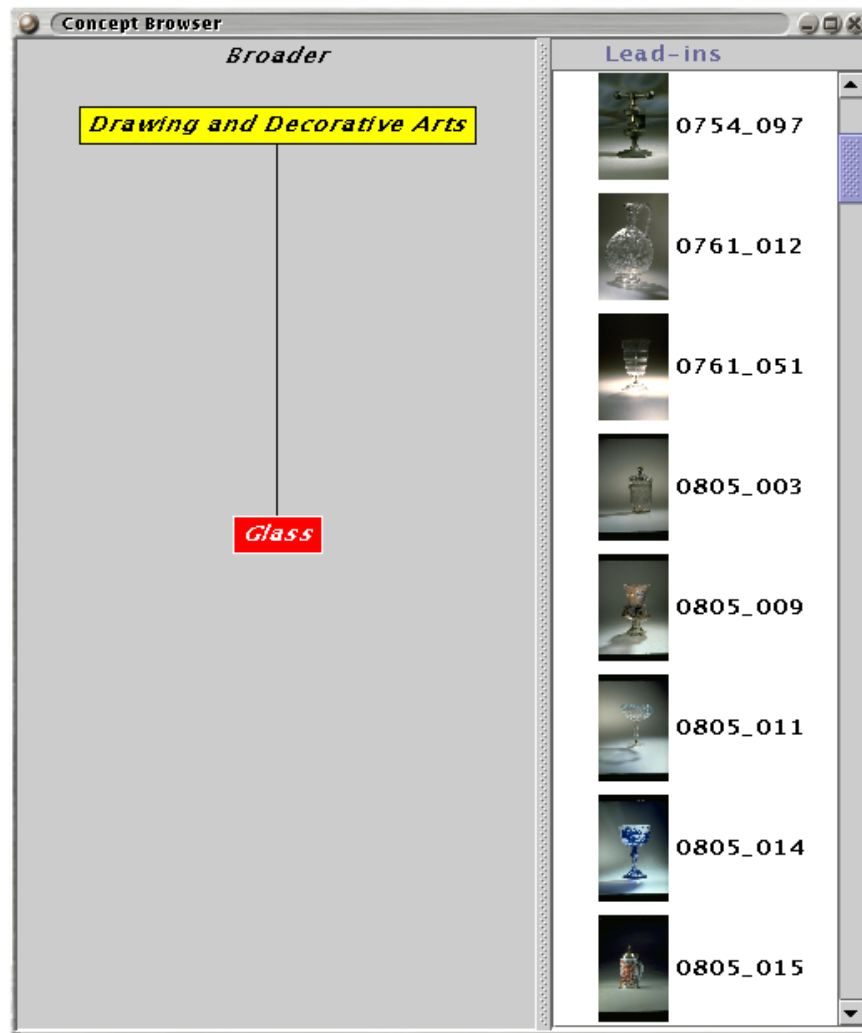 Concept Browser
Broader
Lead-ins
Drawing and Decorative Arts
Glass
0754_097
0761_012
0761_051
0805_003
0805_009
0805_011
0805_014
0805_015